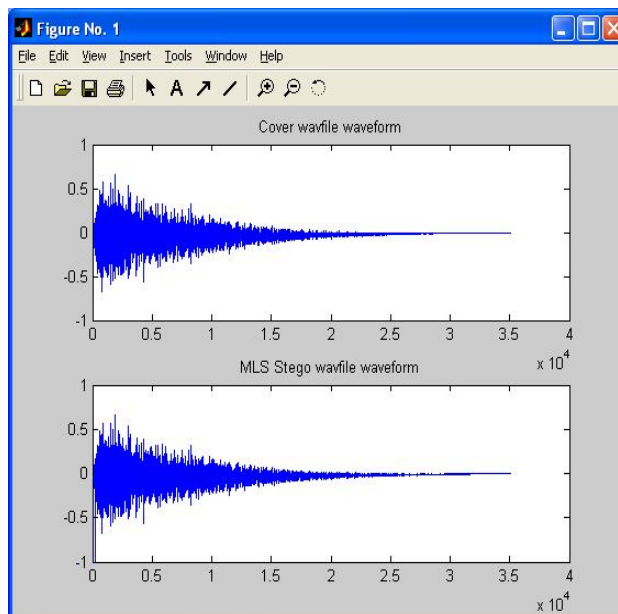 Figure No. 1
File Edit View Insert Tools Window Help
A
Cover wavfile waveform
1
0.5
0
-0.5
-1
0 0.5 1 1.5 2 2.5 3 3.5 4
x 10^4
MLS Stego wavfile waveform
1
0.5
0
-0.5
-1
0 0.5 1 1.5 2 2.5 3 3.5 4
x 10^4